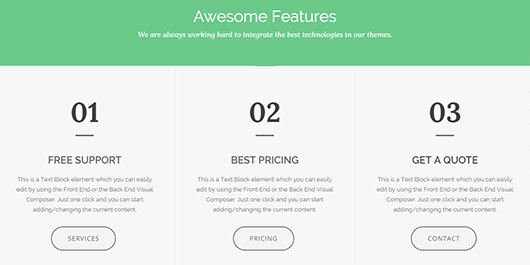 Awesome Features
We are always working hard to integrate the best technologies in our themes.
01
FREE SUPPORT
This is a Text Block element which you can easily
edit by using the Front End or the Back End Visual
Composer. Just one click and you can start
adding/changing the current content.
SERVICES
02
BEST PRICING
This is a Text Block element which you can easily
edit by using the Front End or the Back End Visual
Composer. Just one click and you can start
adding/changing the current content.
PRICING
03
GET A QUOTE
This is a Text Block element which you can easily
edit by using the Front End or the Back End Visual
Composer. Just one click and you can start
adding/changing the current content.
CONTACT